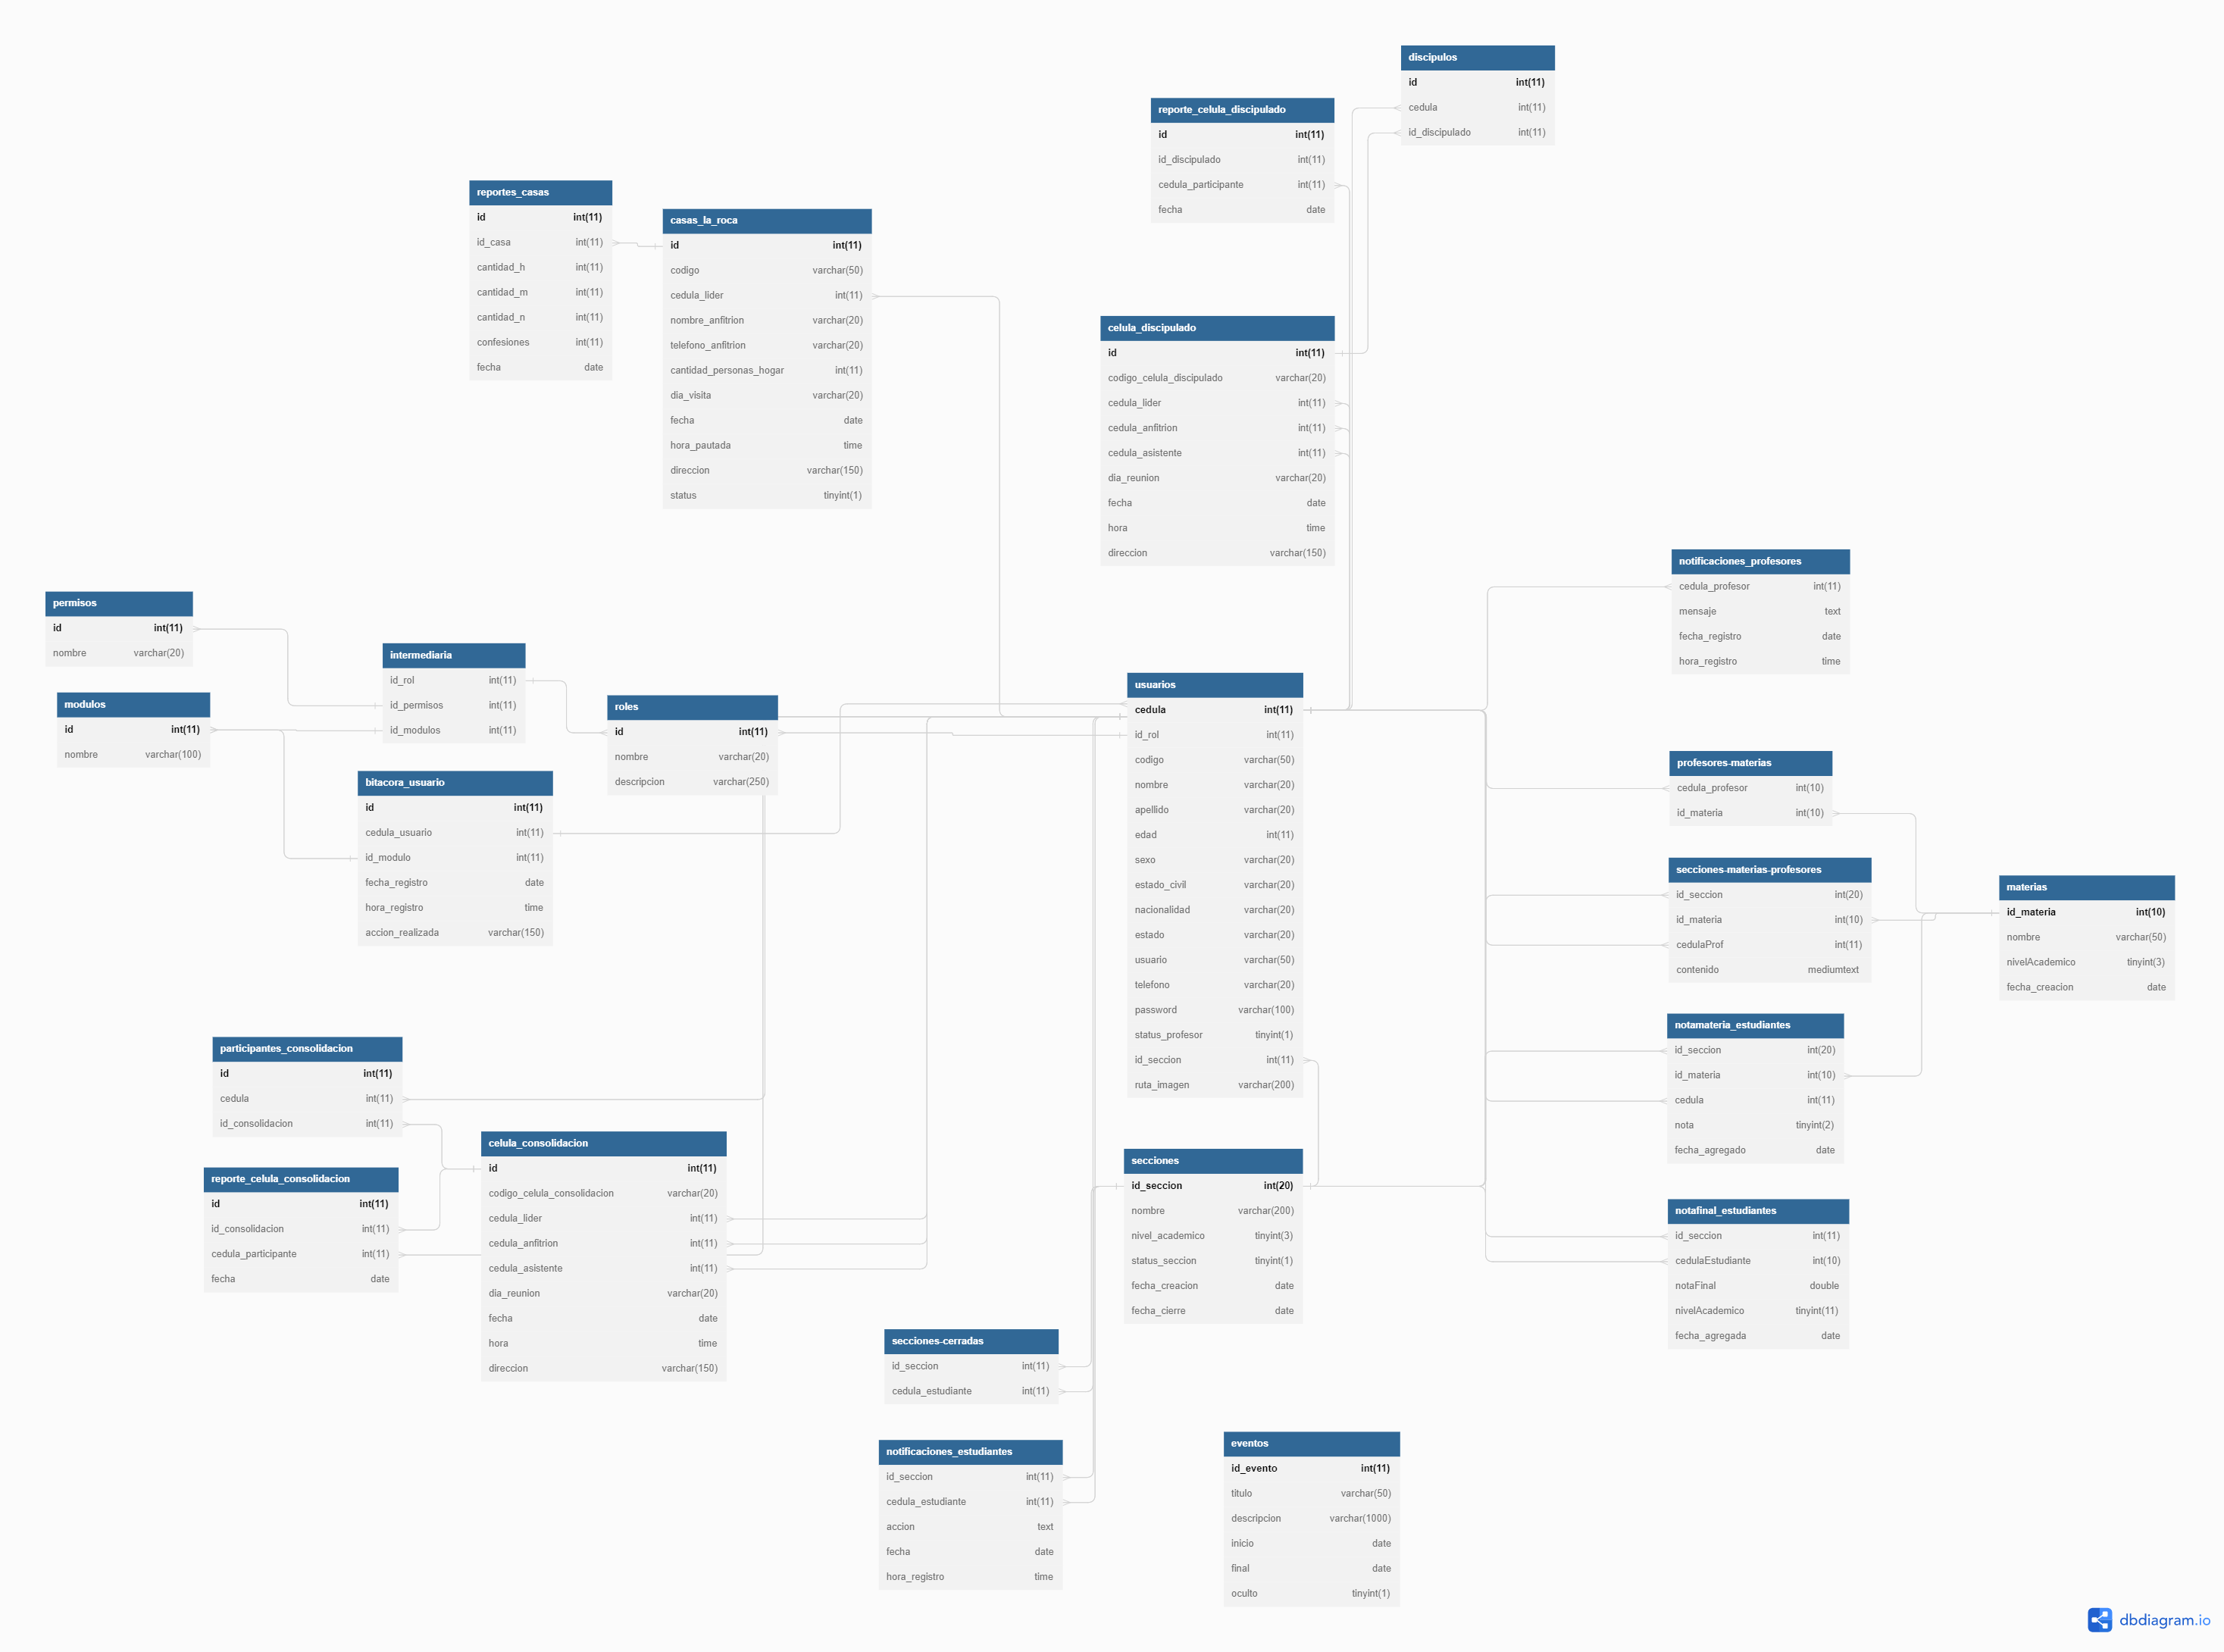 discipulos
id int(11)
cedula int(11)
id_discipulado int(11)
reporte_celula_discipulado
id int(11)
id_discipulado int(11)
cedula_participante int(11)
fecha date
reportes_casas
id int(11)
id_casa int(11)
cantidad_h int(11)
cantidad_m int(11)
cantidad_n int(11)
confesiones int(11)
fecha date
casas_la_roca
id int(11)
codigo varchar(50)
cedula_lider int(11)
nombre_anfitrion varchar(20)
telefono_anfitrion varchar(20)
cantidad_personas_hogar int(11)
dia_visita varchar(20)
fecha date
hora_pautada time
direccion varchar(150)
status tinyint(1)
celula_discipulado
id int(11)
codigo_celula_discipulado varchar(20)
cedula_lider int(11)
cedula_anfitrion int(11)
cedula_asistente int(11)
dia_reunion varchar(20)
fecha date
hora time
direccion varchar(150)
notificaciones_profesores
cedula_profesor int(11)
mensaje text
fecha_registro date
hora_registro time
permisos
id int(11)
nombre varchar(20)
modulos
id int(11)
nombre varchar(100)
intermediaria
id_rol int(11)
id_permisos int(11)
id_modulos int(11)
roles
id int(11)
nombre varchar(20)
descripcion varchar(250)
bitacora_usuario
id int(11)
cedula_usuario int(11)
id_modulo int(11)
fecha_registro date
hora_registro time
accion_realizada varchar(150)
usuarios
cedula int(11)
id_rol int(11)
codigo varchar(50)
nombre varchar(20)
apellido varchar(20)
edad int(11)
sexo varchar(20)
estado_civil varchar(20)
nacionalidad varchar(20)
estado varchar(20)
usuario varchar(50)
telefono varchar(20)
password varchar(100)
status_profesor tinyint(1)
id_seccion int(11)
ruta_imagen varchar(200)
profesores-materias
cedula_profesor int(10)
id_materia int(10)
secciones-materias-profesores
id_seccion int(20)
id_materia int(10)
cedulaProf int(11)
contenido mediumtext
materias
id_materia int(10)
nombre varchar(50)
nivelAcademico tinyint(3)
fecha_creacion date
notamateria_estudiantes
id_seccion int(20)
id_materia int(10)
cedula int(11)
nota tinyint(2)
fecha_agregado date
participantes_consolidacion
id int(11)
cedula int(11)
id_consolidacion int(11)
reporte_celula_consolidacion
id int(11)
id_consolidacion int(11)
cedula_participante int(11)
fecha date
celula_consolidacion
id int(11)
codigo_celula_consolidacion varchar(20)
cedula_lider int(11)
cedula_anfitrion int(11)
cedula_asistente int(11)
dia_reunion varchar(20)
fecha date
hora time
direccion varchar(150)
secciones
id_seccion int(20)
nombre varchar(200)
nivel_academico tinyint(3)
status_seccion tinyint(1)
fecha_creacion date
fecha_cierre date
notafinal_estudiantes
id_seccion int(11)
cedulaEstudiante int(10)
notaFinal double
nivelAcademico tinyint(11)
fecha_agregada date
secciones-cerradas
id_seccion int(11)
cedula_estudiante int(11)
notificaciones_estudiantes
id_seccion int(11)
cedula_estudiante int(11)
accion text
fecha date
hora_registro time
eventos
id_evento int(11)
titulo varchar(50)
descripcion varchar(1000)
inicio date
final date
oculto tinyint(1)
dbdiagram.io